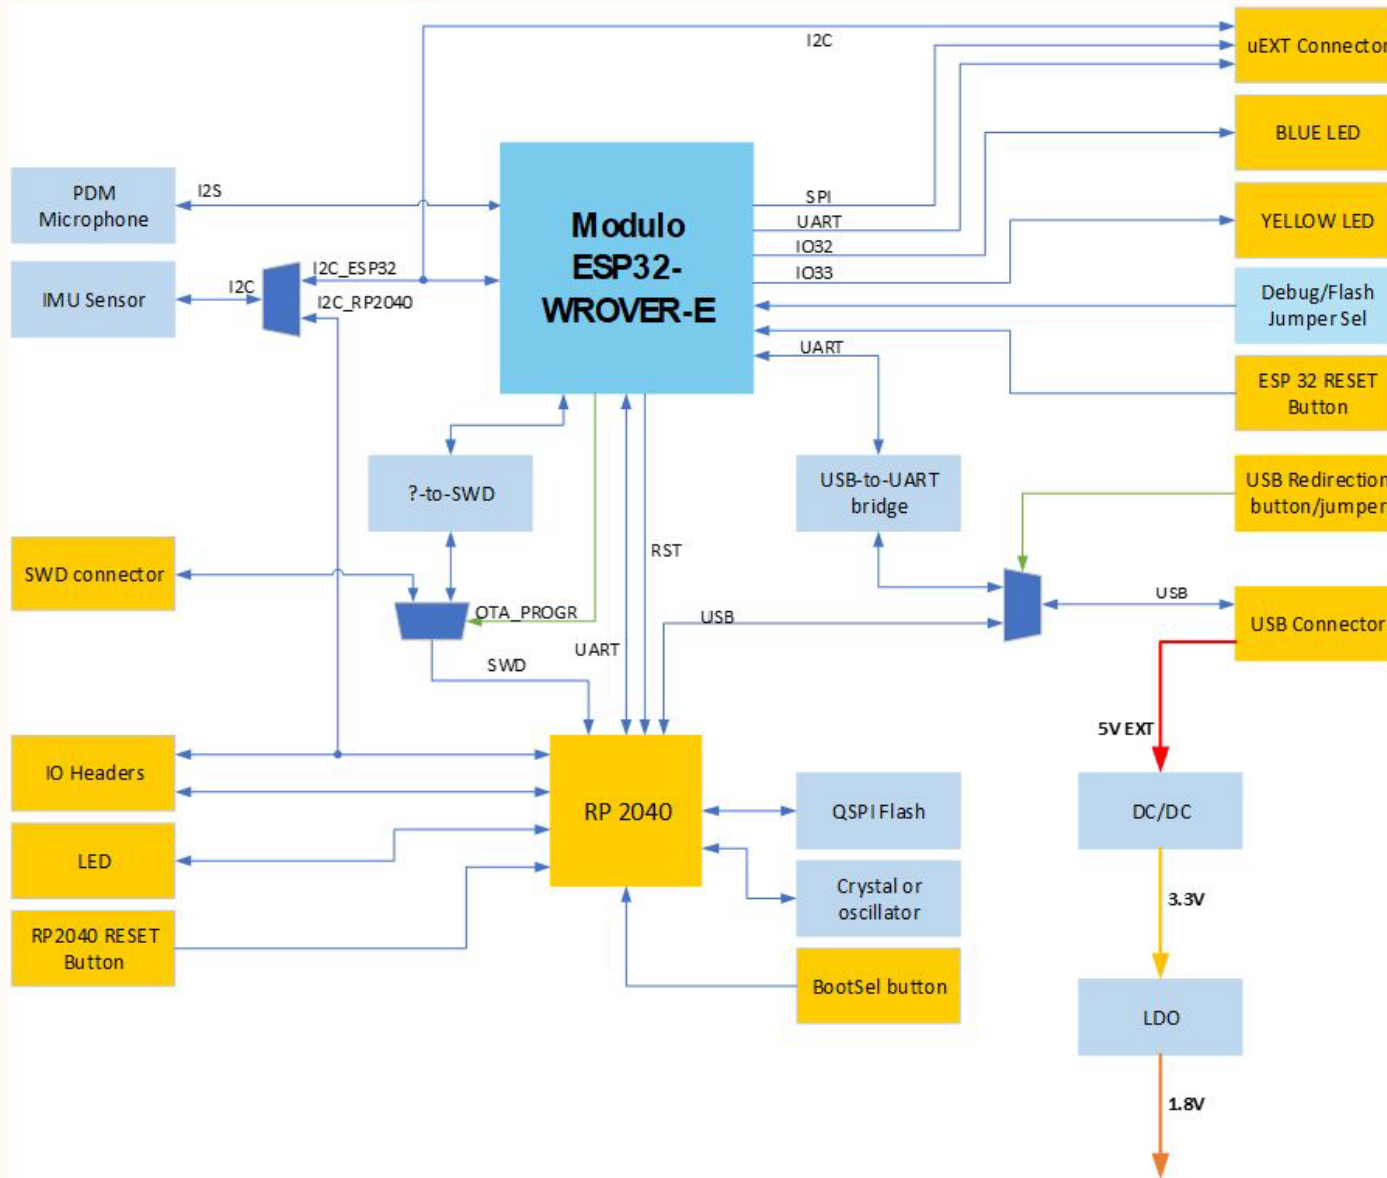 I2C
uEXT Connector
BLUE LED
PDM
Microphone
I2S
Modulo
ESP32-
WROVER-E
SPI
UART
IO32
IO33
YELLOW LED
IMU Sensor
I2C
I2C_ESP32
I2C_RP2040
Debug/Flash
Jumper Sel
UART
ESP 32 RESET
Button
?-to-SWD
USB-to-UART
bridge
USB Redirection
button/jumper
SWD connector
RST
OTA_PROGR
USB
USB
USB Connector
UART
SWD
5V EXT
IO Headers
RP 2040
QSPI Flash
DC/DC
LED
Crystal or
oscillator
3.3V
RP2040 RESET
Button
BootSel button
LDO
1.8V